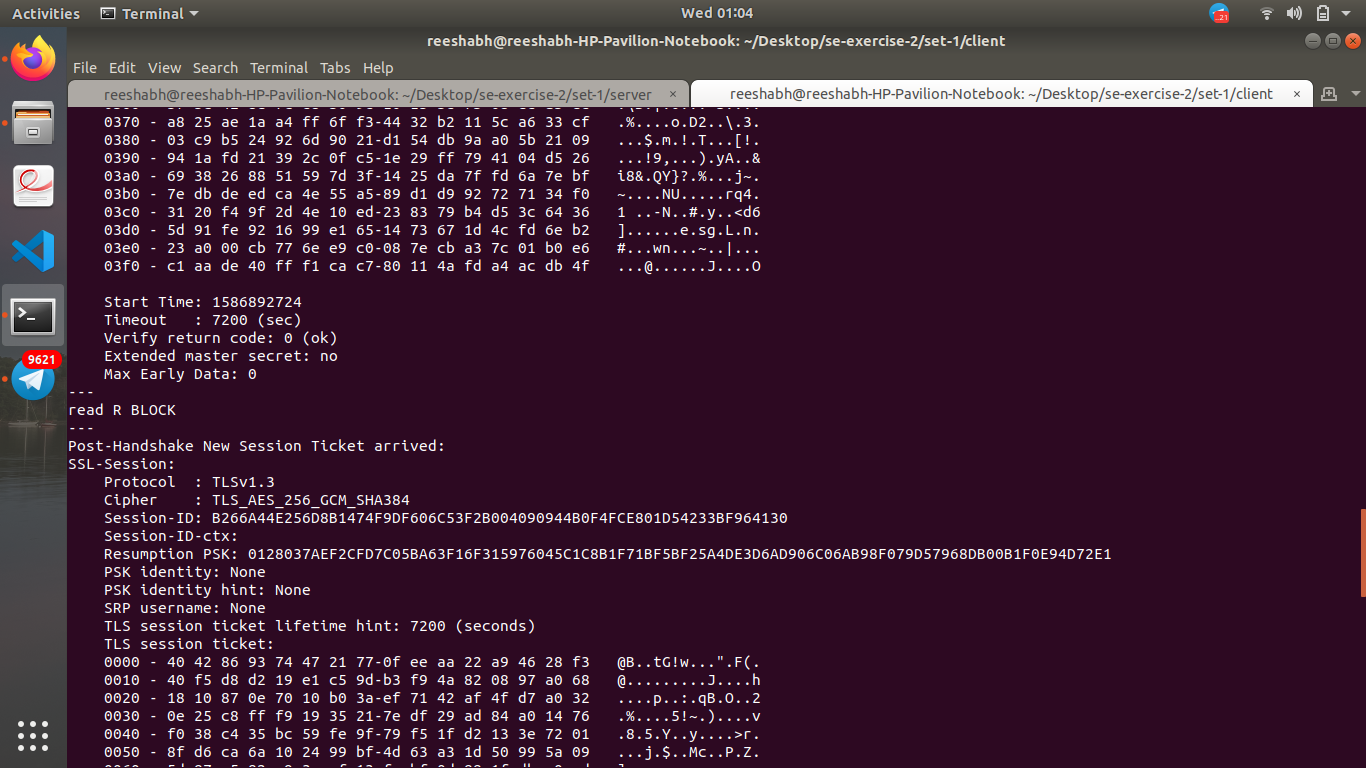 Activities Terminal Wed 01:04 21
reeshabh@reeshabh-HP-Pavilion-Notebook: ~/Desktop/se-exercise-2/set-1/client
File Edit View Search Terminal Tabs Help
reeshabh@reeshabh-HP-Pavilion-Notebook: ~/Desktop/se-exercise-2/set-1/server × reeshabh@reeshabh-HP-Pavilion-Notebook: ~/Desktop/se-exercise-2/set-1/client ×
0370 - a8 25 ae 1a a4 ff 6f f3-44 32 b2 11 5c a6 33 cf .%....o.D2..\.3.
0380 - 03 c9 b5 24 92 6d 90 21-d1 54 db 9a a0 5b 21 09 ...$.m.!.T...[!.
0390 - 94 1a fd 21 39 2c 0f c5-1e 29 ff 79 41 04 d5 26 ...!9,...).yA..&
03a0 - 69 38 26 88 51 59 7d 3f-14 25 da 7f fd 6a 7e bf i8&.QY}?.%...j~.
03b0 - 7e db de ed ca 4e 55 a5-89 d1 d9 92 72 71 34 f0 ~....NU.....rq4.
03c0 - 31 20 f4 9f 2d 4e 10 ed-23 83 79 b4 d5 3c 64 36 1 ..-N..#.y..<d6
03d0 - 5d 91 fe 92 16 99 e1 65-14 73 67 1d 4c fd 6e b2 ]......e.sg.L.n.
03e0 - 23 a0 00 cb 77 6e e9 c0-08 7e cb a3 7c 01 b0 e6 #...wn...~..|...
03f0 - c1 aa de 40 ff f1 ca c7-80 11 4a fd a4 ac db 4f ...@......J....O
Start Time: 1586892724
Timeout : 7200 (sec)
Verify return code: 0 (ok)
Extended master secret: no
Max Early Data: 0
---
read R BLOCK
---
Post-Handshake New Session Ticket arrived:
SSL-Session:
Protocol : TLSv1.3
Cipher : TLS_AES_256_GCM_SHA384
Session-ID: B266A44E256D8B1474F9DF606C53F2B004090944B0F4FCE801D54233BF964130
Session-ID-ctx:
Resumption PSK: 0128037AEF2CFD7C05BA63F16F315976045C1C8B1F71BF5BF25A4DE3D6AD906C06AB98F079D57968DB00B1F0E94D72E1
PSK identity: None
PSK identity hint: None
SRP username: None
TLS session ticket lifetime hint: 7200 (seconds)
TLS session ticket:
0000 - 40 42 86 93 74 47 21 77-0f ee aa 22 a9 46 28 f3 @B..tG!w...".F(.
0010 - 40 f5 d8 d2 19 e1 c5 9d-b3 f9 4a 82 08 97 a0 68 @.........J....h
0020 - 18 10 87 0e 70 10 b0 3a-ef 71 42 af 4f d7 a0 32 ....p..:.qB.O..2
0030 - 0e 25 c8 ff f9 19 35 21-7e df 29 ad 84 a0 14 76 .%....5!~.)....v
0040 - f0 38 c4 35 bc 59 fe 9f-79 f5 1f d2 13 3e 72 01 .8.5.Y..y....>r.
0050 - 8f d6 ca 6a 10 24 99 bf-4d 63 a3 1d 50 99 5a 09 ...j.$..Mc..P.Z.
9621